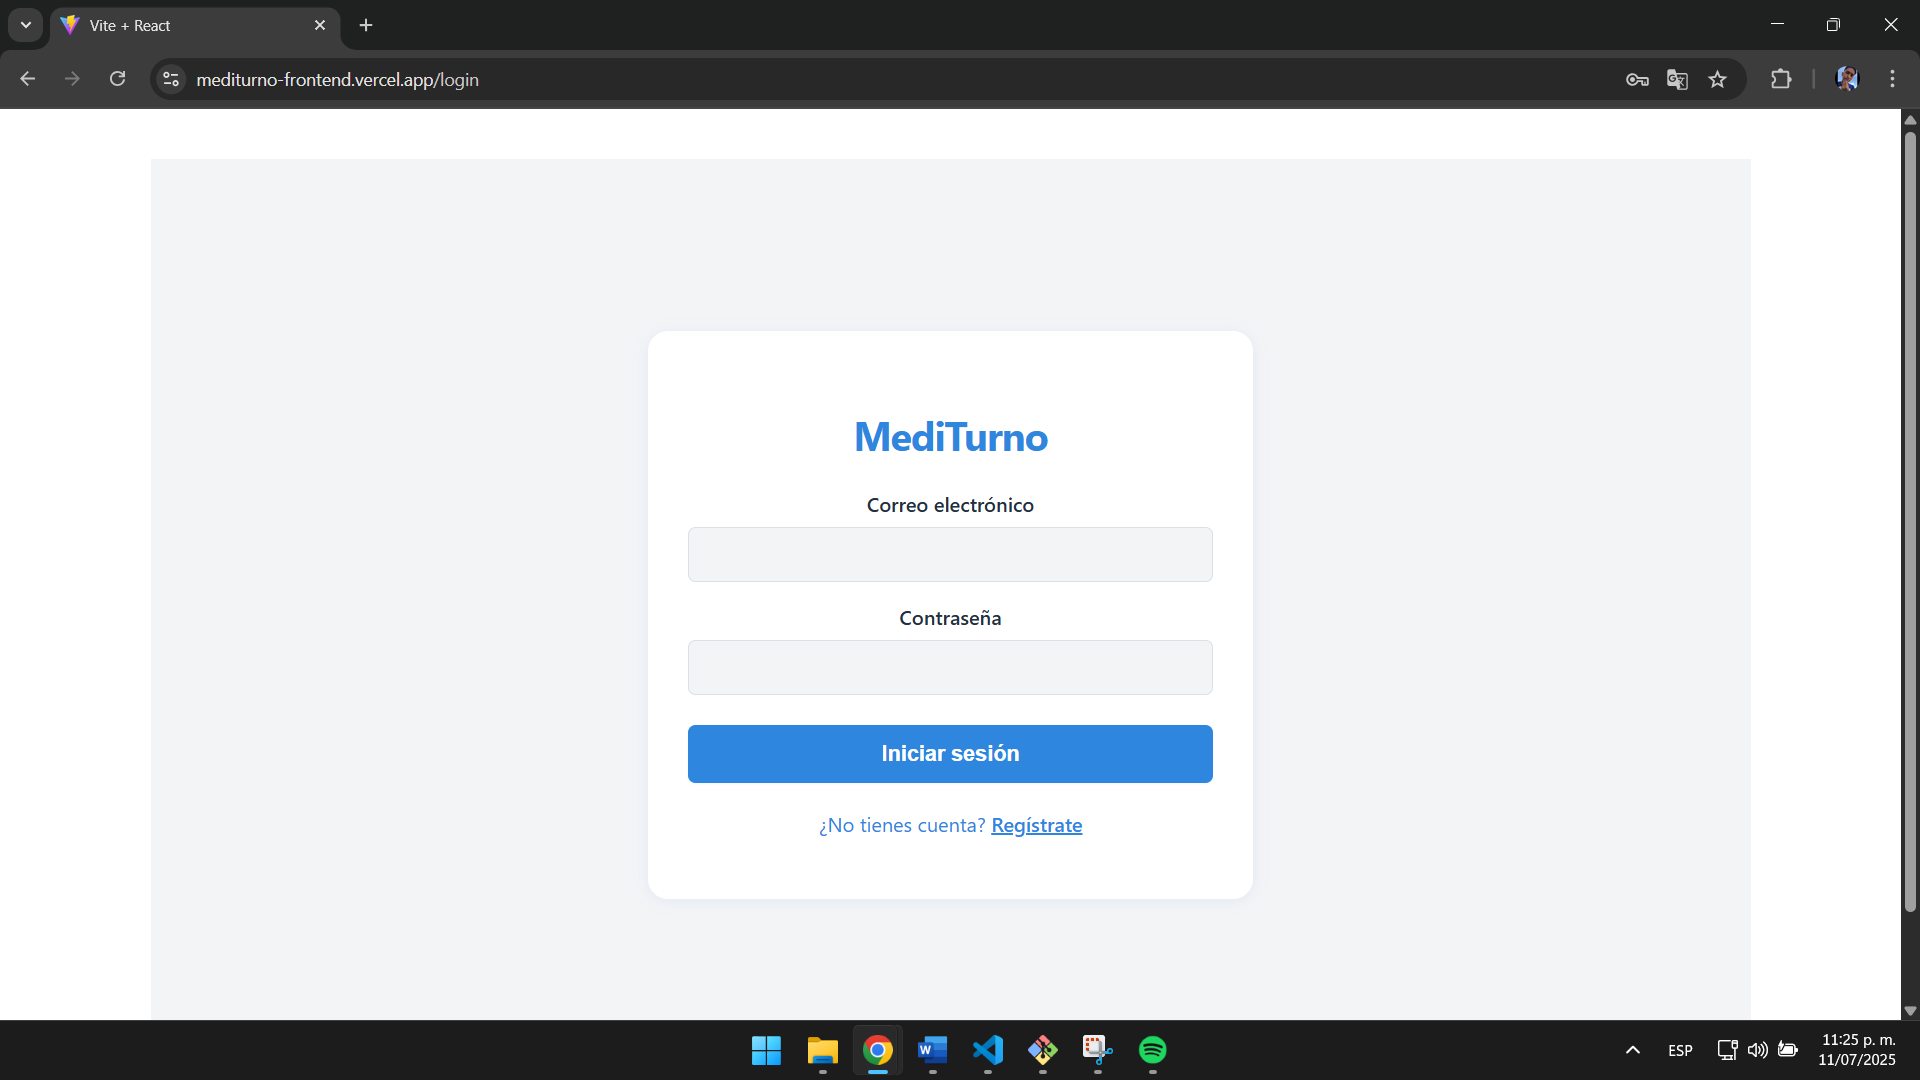 Vite + React
mediturno-frontend.vercel.app/login
MediTurno
Correo electrónico
Contraseña
Iniciar sesión
¿No tienes cuenta? Regístrate
ESP
11:25 p. m.
11/07/2025